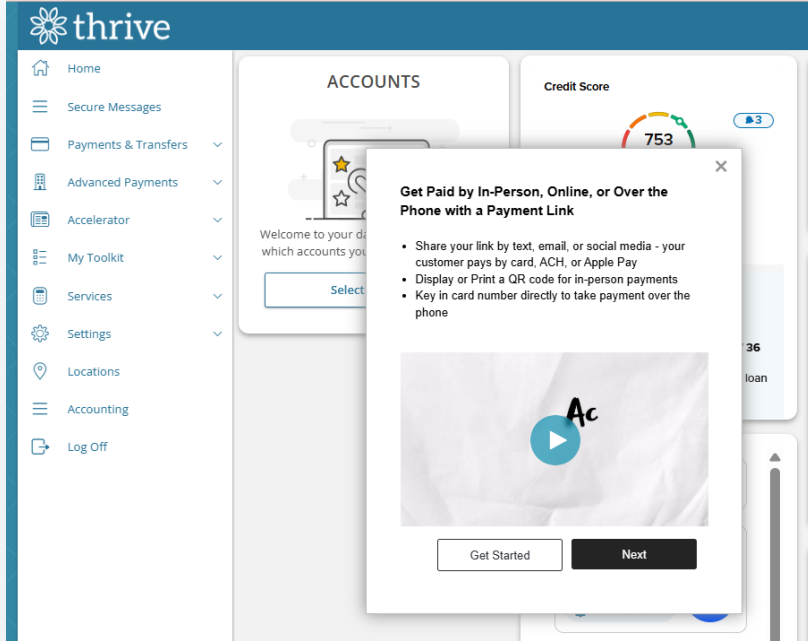 thrive
Home
Secure Messages
Payments & Transfers
Advanced Payments
Accelerator
My Toolkit
Services
Settings
Locations
Accounting
Log Off
ACCOUNTS
Welcome to your
which accounts
Select
Credit Score
3
753
36
loan
Get Paid by In-Person, Online, or Over the
Phone with a Payment Link
• Share your link by text, email, or social media - your
customer pays by card, ACH, or Apple Pay
• Display or Print a QR code for in-person payments
• Key in card number directly to take payment over the
phone
Ac
Get Started
Next